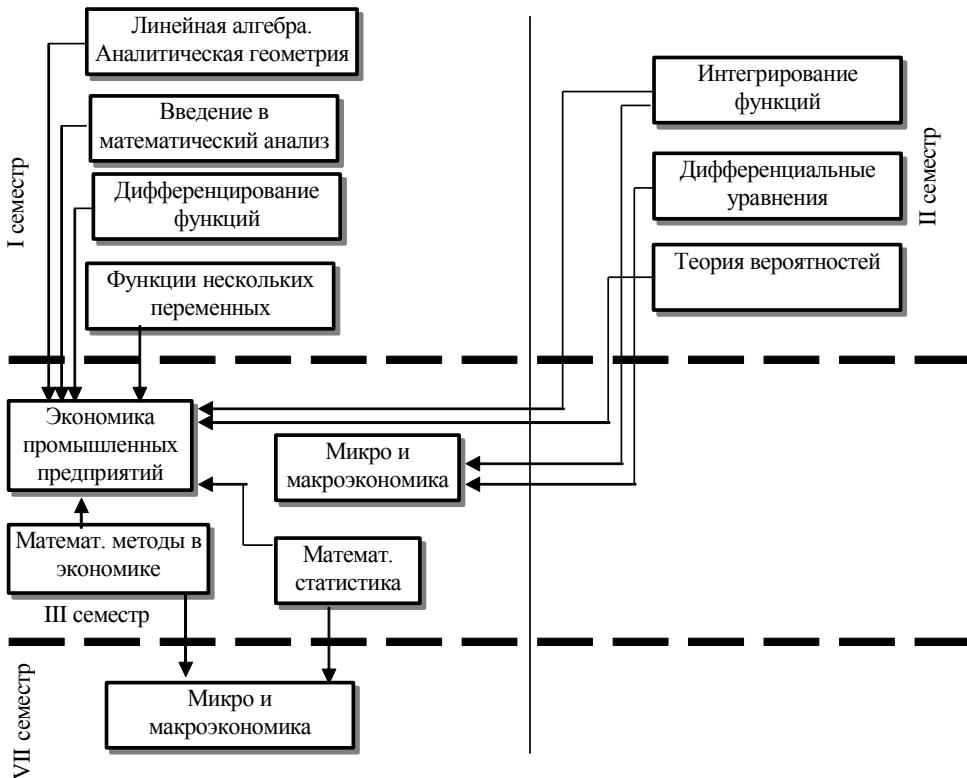 Линейная алгебра.
Аналитическая геометрия
Введение в
математический анализ
Дифференцирование
функций
Функции нескольких
переменных
I семестр
Интегрирование
функций
Дифференциальные
уравнения
Теория вероятностей
II семестр
Экономика
промышленных
предприятий
Микро и
макроэкономика
Математ. методы в
экономике
Математ.
статистика
III семестр
Микро и
макроэкономика
VII семестр